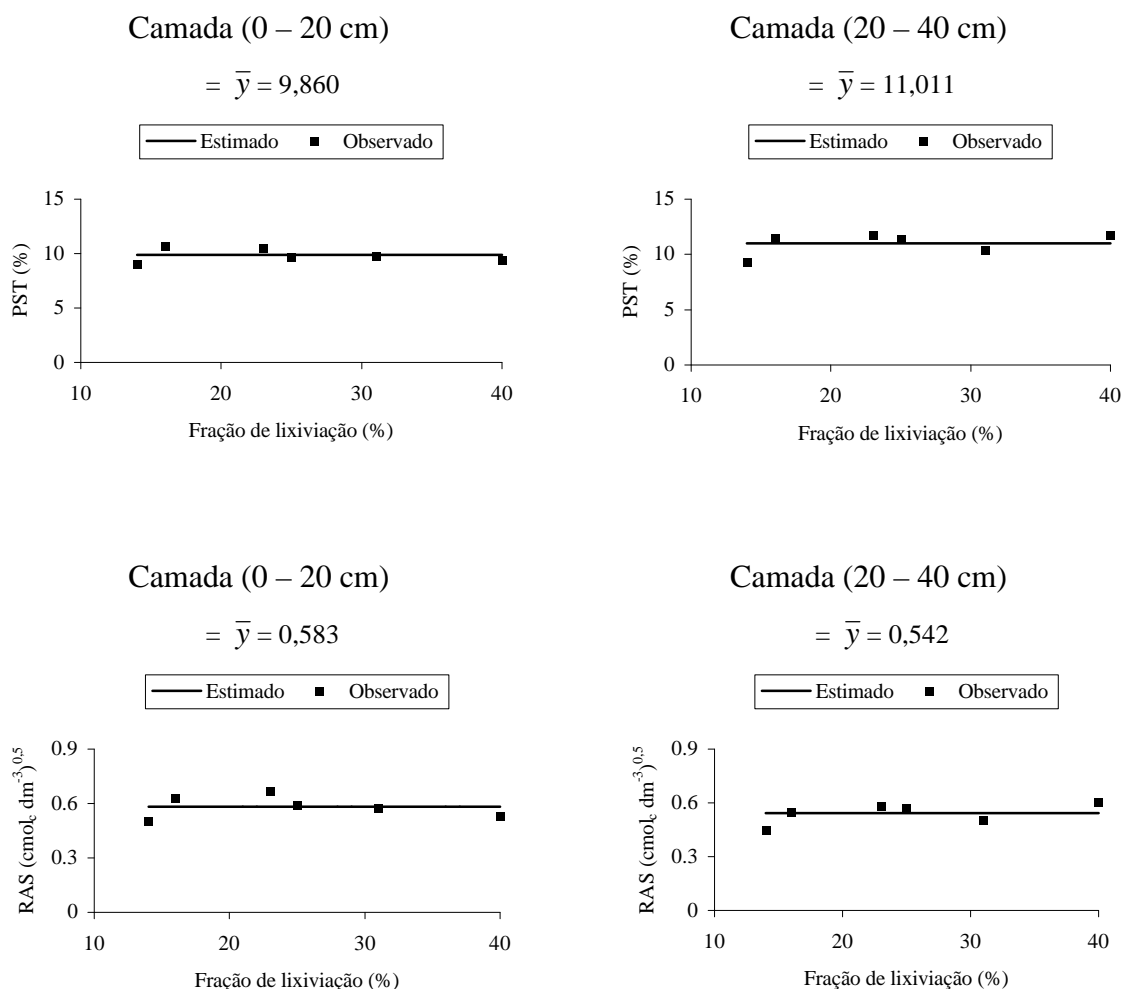 Camada (0 – 20 cm)
= y̅ = 9,860
Estimado Observado
PST (%)
15
10
5
0
10 20 30 40
Fração de lixiviação (%)
Camada (20 – 40 cm)
= y̅ = 11,011
Estimado Observado
PST (%)
15
10
5
0
10 20 30 40
Fração de lixiviação (%)
Camada (0 – 20 cm)
= y̅ = 0,583
Estimado Observado
RAS (cmolc dm-3)0,5
0.9
0.6
0.3
0
10 20 30 40
Fração de lixiviação (%)
Camada (20 – 40 cm)
= y̅ = 0,542
Estimado Observado
RAS (cmolc dm-3)0,5
0.9
0.6
0.3
0
10 20 30 40
Fração de lixiviação (%)